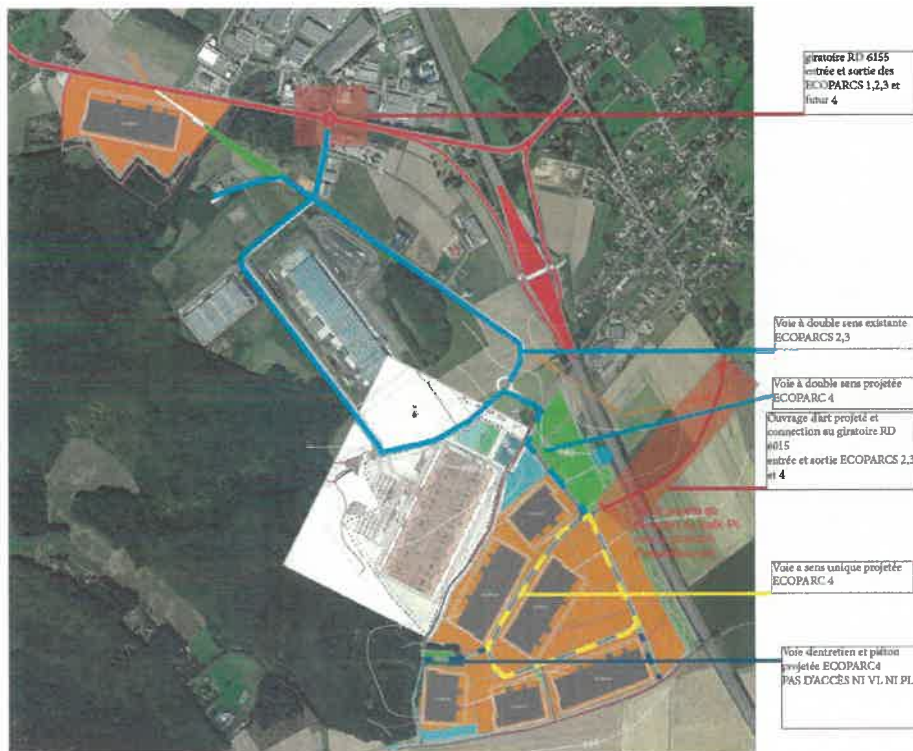 giratoire RD 6155
entrée et sortie des
ECOPARCS 1,2,3 et
futur 4
Voie à double sens existante
ECOPARCS 2,3
Voie à double sens projetée
ECOPARC 4
Ouvrage d'art projeté et
connection au giratoire RD
6015
entrée et sortie ECOPARCS 2,3
et 4
Voie a sens unique projetée
ECOPARC 4
Voie d'entretien et piéton
projetée ECOPARC4
PAS D'ACCÈS NI VL NI PL